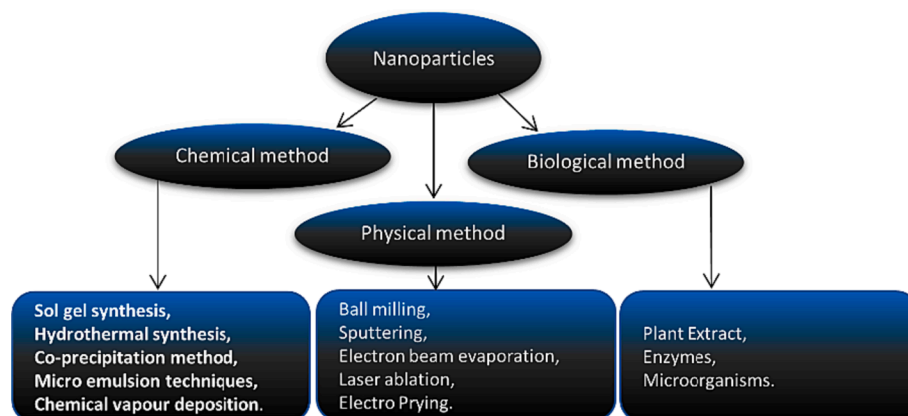 Nanoparticles
Chemical method
Biological method
Physical method
Sol gel synthesis,
Hydrothermal synthesis,
Co-precipitation method,
Micro emulsion techniques,
Chemical vapour deposition.
Ball milling,
Sputtering,
Electron beam evaporation,
Laser ablation,
Electro Prying.
Plant Extract,
Enzymes,
Microorganisms.